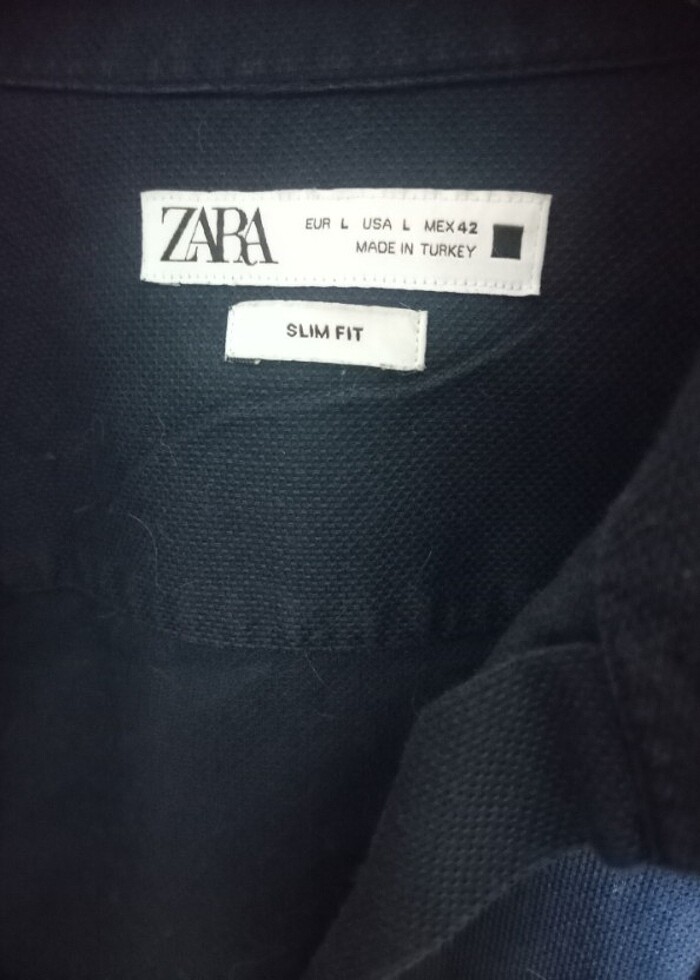 ZARA
EUR L USA L MEX 42
MADE IN TURKEY
SLIM FIT